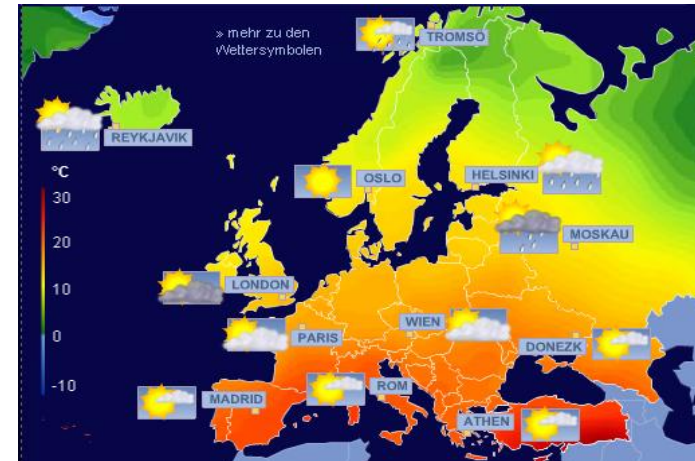 » mehr zu den
Wettersymbolen
TROMSÖ
REYKJAVIK
°C
30
20
10
0
-10
OSLO
HELSINKI
MOSKAU
LONDON
PARIS
WIEN
DONEZK
MADRID
ROM
ATHEN